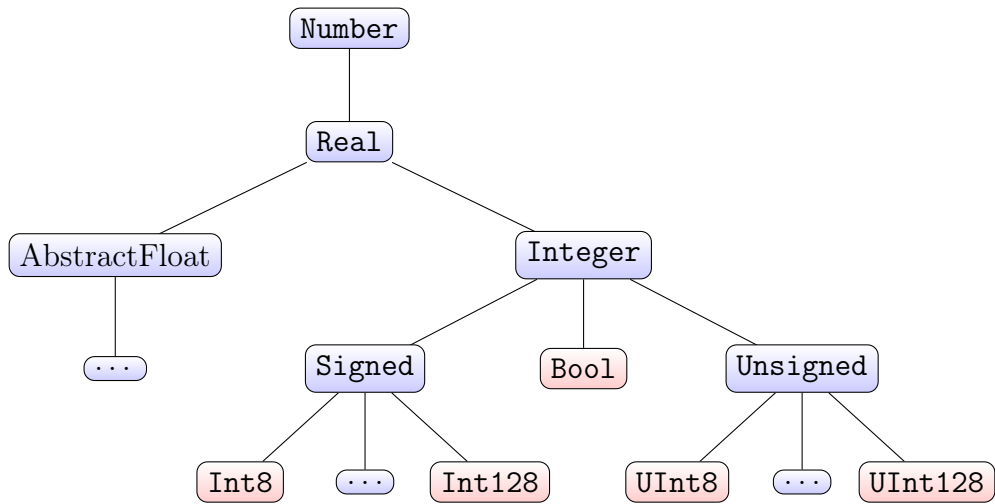 Number
Real
AbstractFloat
Integer
...
Signed
Bool
Unsigned
Int8
...
Int128
UInt8
...
UInt128